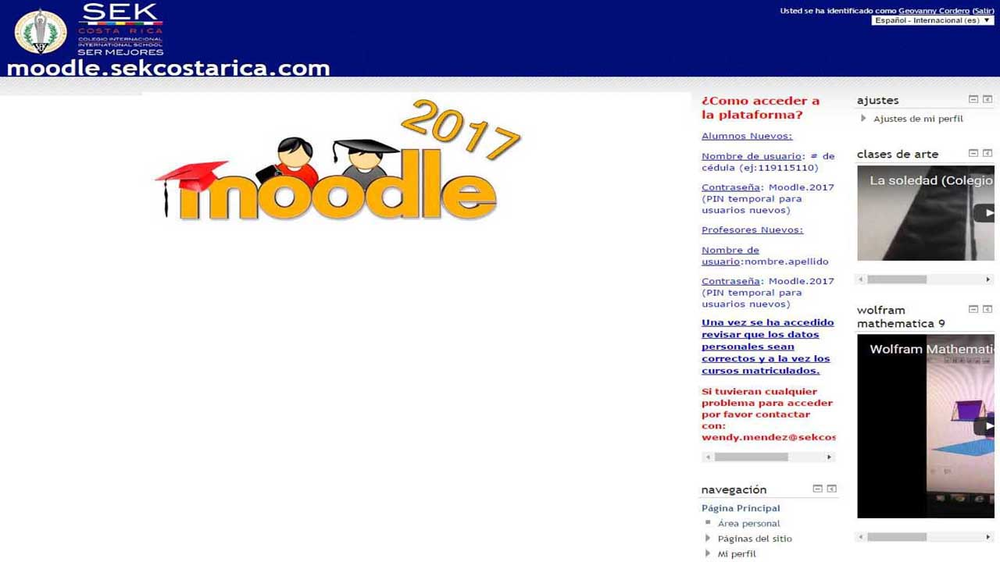 SEK
COSTA RICA
COLEGIO INTERNACIONAL
INTERNATIONAL SCHOOL
SER MEJORES
SEK
moodle.sekcostarica.com
Usted se ha identificado como Geovanny Cordero (Salir)
Español - Internacional (es)
2017
moodle
¿Como acceder a
la plataforma?
Alumnos Nuevos:
Nombre de usuario: # de
cédula (ej:119115110)
Contraseña: Moodle.2017
(PIN temporal para
usuarios nuevos)
Profesores Nuevos:
Nombre de
usuario:nombre.apellido
Contraseña: Moodle.2017
(PIN temporal para
usuarios nuevos)
Una vez se ha accedido
revisar que los datos
personales sean
correctos y a la vez los
cursos matriculados.
Si tuvieran cualquier
problema para acceder
por favor contactar
con:
wendy.mendez@sekcos
navegación
Página Principal
Área personal
Páginas del sitio
Mi perfil
ajustes
Ajustes de mi perfil
clases de arte
La soledad (Colegio
wolfram
mathematica 9
Wolfram Mathemati